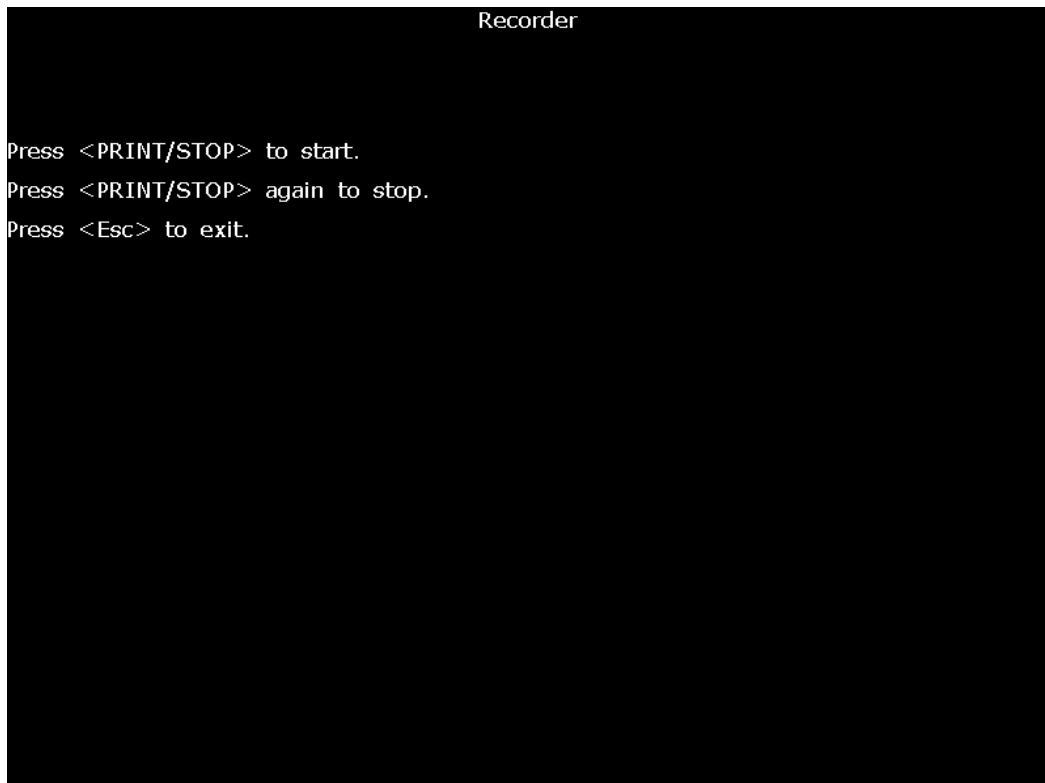 Recorder
Press <PRINT/STOP> to start.
Press <PRINT/STOP> again to stop.
Press <Esc> to exit.